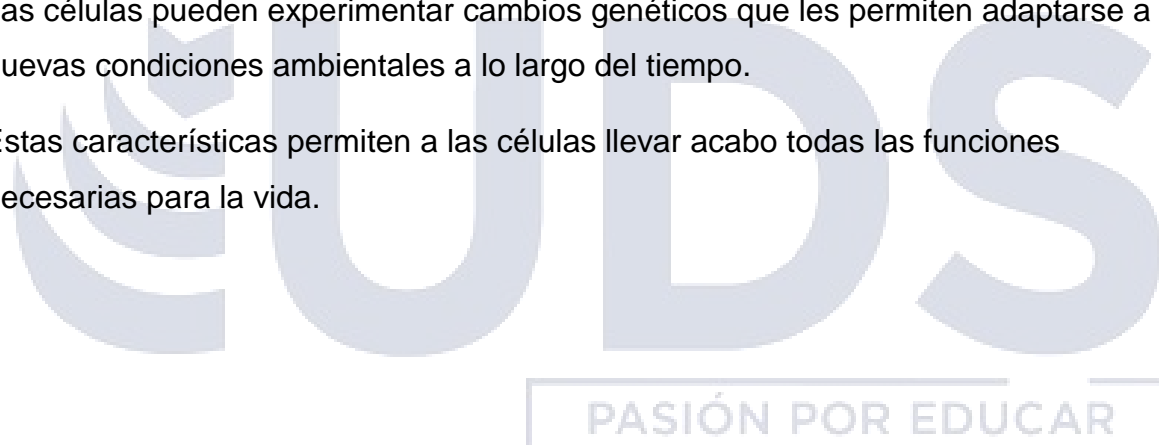 as células pueden experimentar cambios genéticos que les permiten adaptarse a
uevas condiciones ambientales a lo largo del tiempo.
Estas características permiten a las células llevar acabo todas las funciones
ecesarias para la vida.
UDS
PASIÓN POR EDUCAR